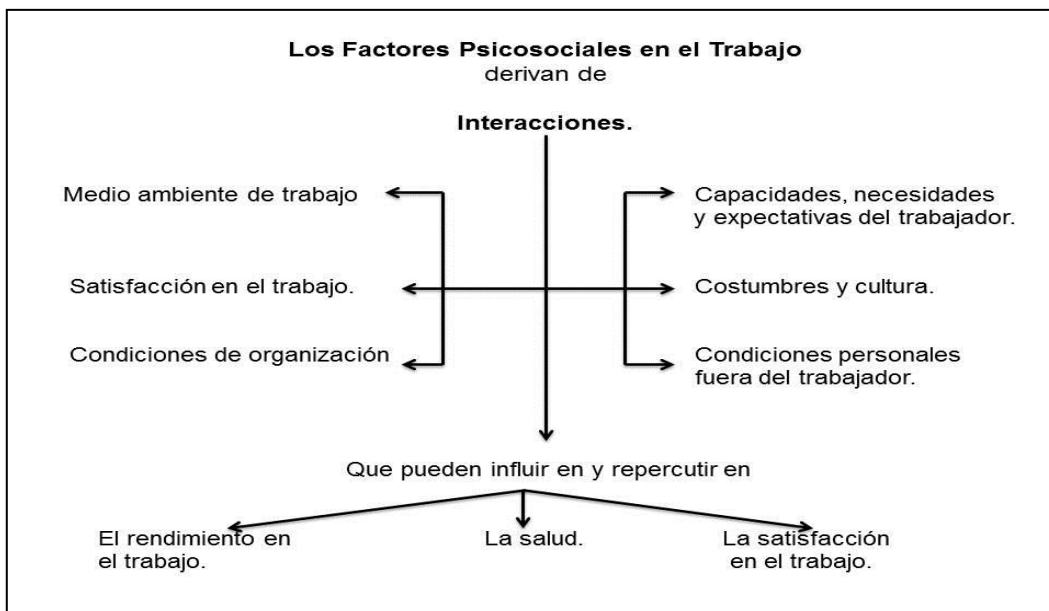 Los Factores Psicosociales en el Trabajo
derivan de
Interacciones.
Medio ambiente de trabajo
Satisfacción en el trabajo.
Condiciones de organización
Capacidades, necesidades
y expectativas del trabajador.
Costumbres y cultura.
Condiciones personales
fuera del trabajador.
Que pueden influir en y repercutir en
El rendimiento en
el trabajo.
La salud.
La satisfacción
en el trabajo.